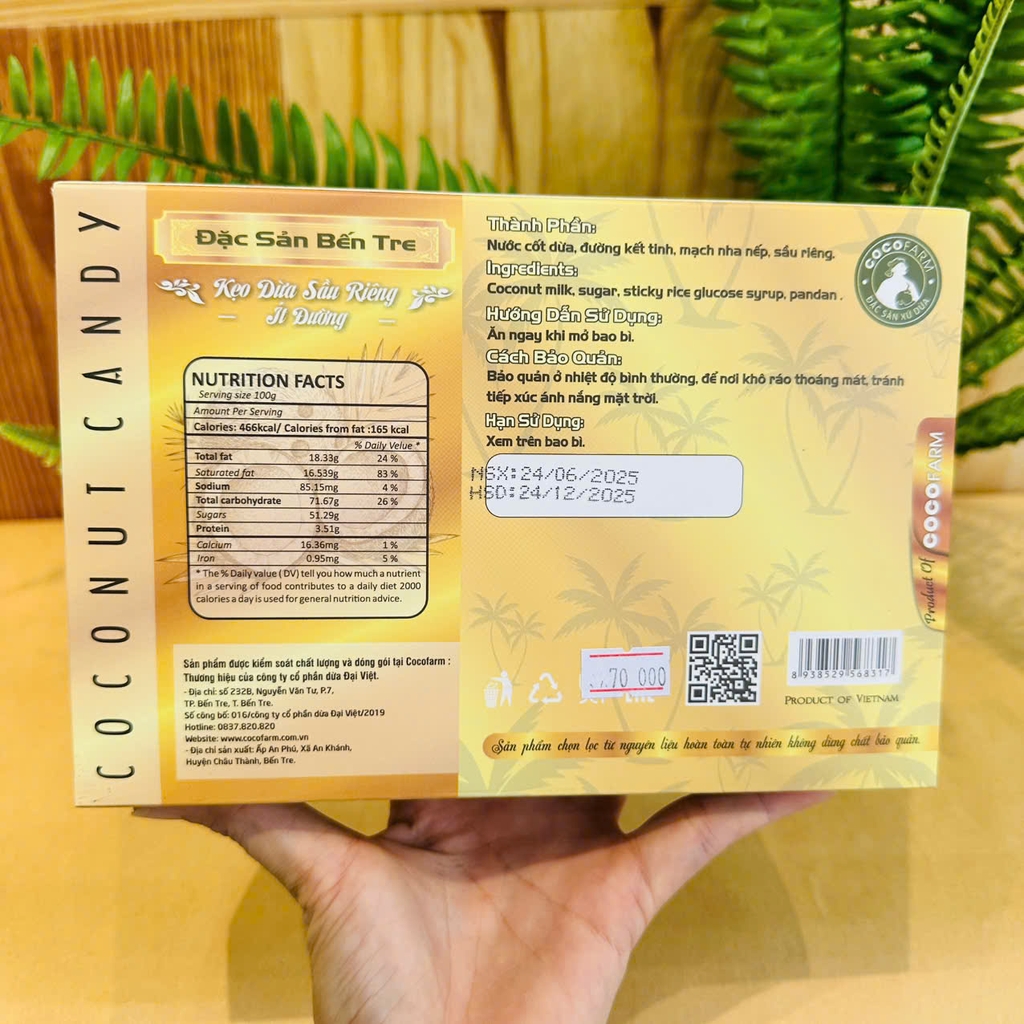 COCONUT CANDY
Đặc Sản Bến Tre
Kẹo Dừa Sầu Riêng
Ít Đường
NUTRITION FACTS
Serving size 100g
Amount Per Serving
Calories: 466kcal/ Calories from fat :165 kcal
% Daily Velue *
Total fat 18.33g 24 %
Saturated fat 16.539g 83 %
Sodium 85.15mg 4 %
Total carbohydrate 71.67g 26 %
Sugars 51.29g
Protein 3.51g
Calcium 16.36mg 1 %
Iron 0.95mg 5 %
* The % Daily value ( DV) tell you how much a nutrient
in a serving of food contributes to a daily diet 2000
calories a day is used for general nutrition advice.
Sản phẩm được kiểm soát chất lượng và đóng gói tại Cocofarm :
Thương hiệu của công ty cổ phần dừa Đại Việt.
- Địa chỉ: số 232B, Nguyễn Văn Tư, P.7,
TP. Bến Tre, T. Bến Tre.
Số công bố: 016/công ty cổ phần dừa Đại Việt/2019
Hotline: 0837.820.820
Website: www.cocofarm.com.vn
- Địa chỉ sản xuất: Ấp An Phú, Xã An Khánh,
Huyện Châu Thành, Bến Tre.
Thành Phần:
Nước cốt dừa, đường kết tinh, mạch nha nếp, sầu riêng.
Ingredients:
Coconut milk, sugar, sticky rice glucose syrup, pandan .
Hướng Dẫn Sử Dụng:
Ăn ngay khi mở bao bì.
Cách Bảo Quản:
Bảo quản ở nhiệt độ bình thường, để nơi khô ráo thoáng mát, tránh
tiếp xúc ánh nắng mặt trời.
Hạn Sử Dụng:
Xem trên bao bì.
NSX:24/06/2025
HSD:24/12/2025
COCOFARM
ĐẶC SẢN XỨ DỪA
Product Of COCOFARM
70 000
8 938529 568317
PRODUCT OF VIETNAM
Sản phẩm chọn lọc từ nguyên liệu hoàn toàn tự nhiên không dùng chất bảo quản.